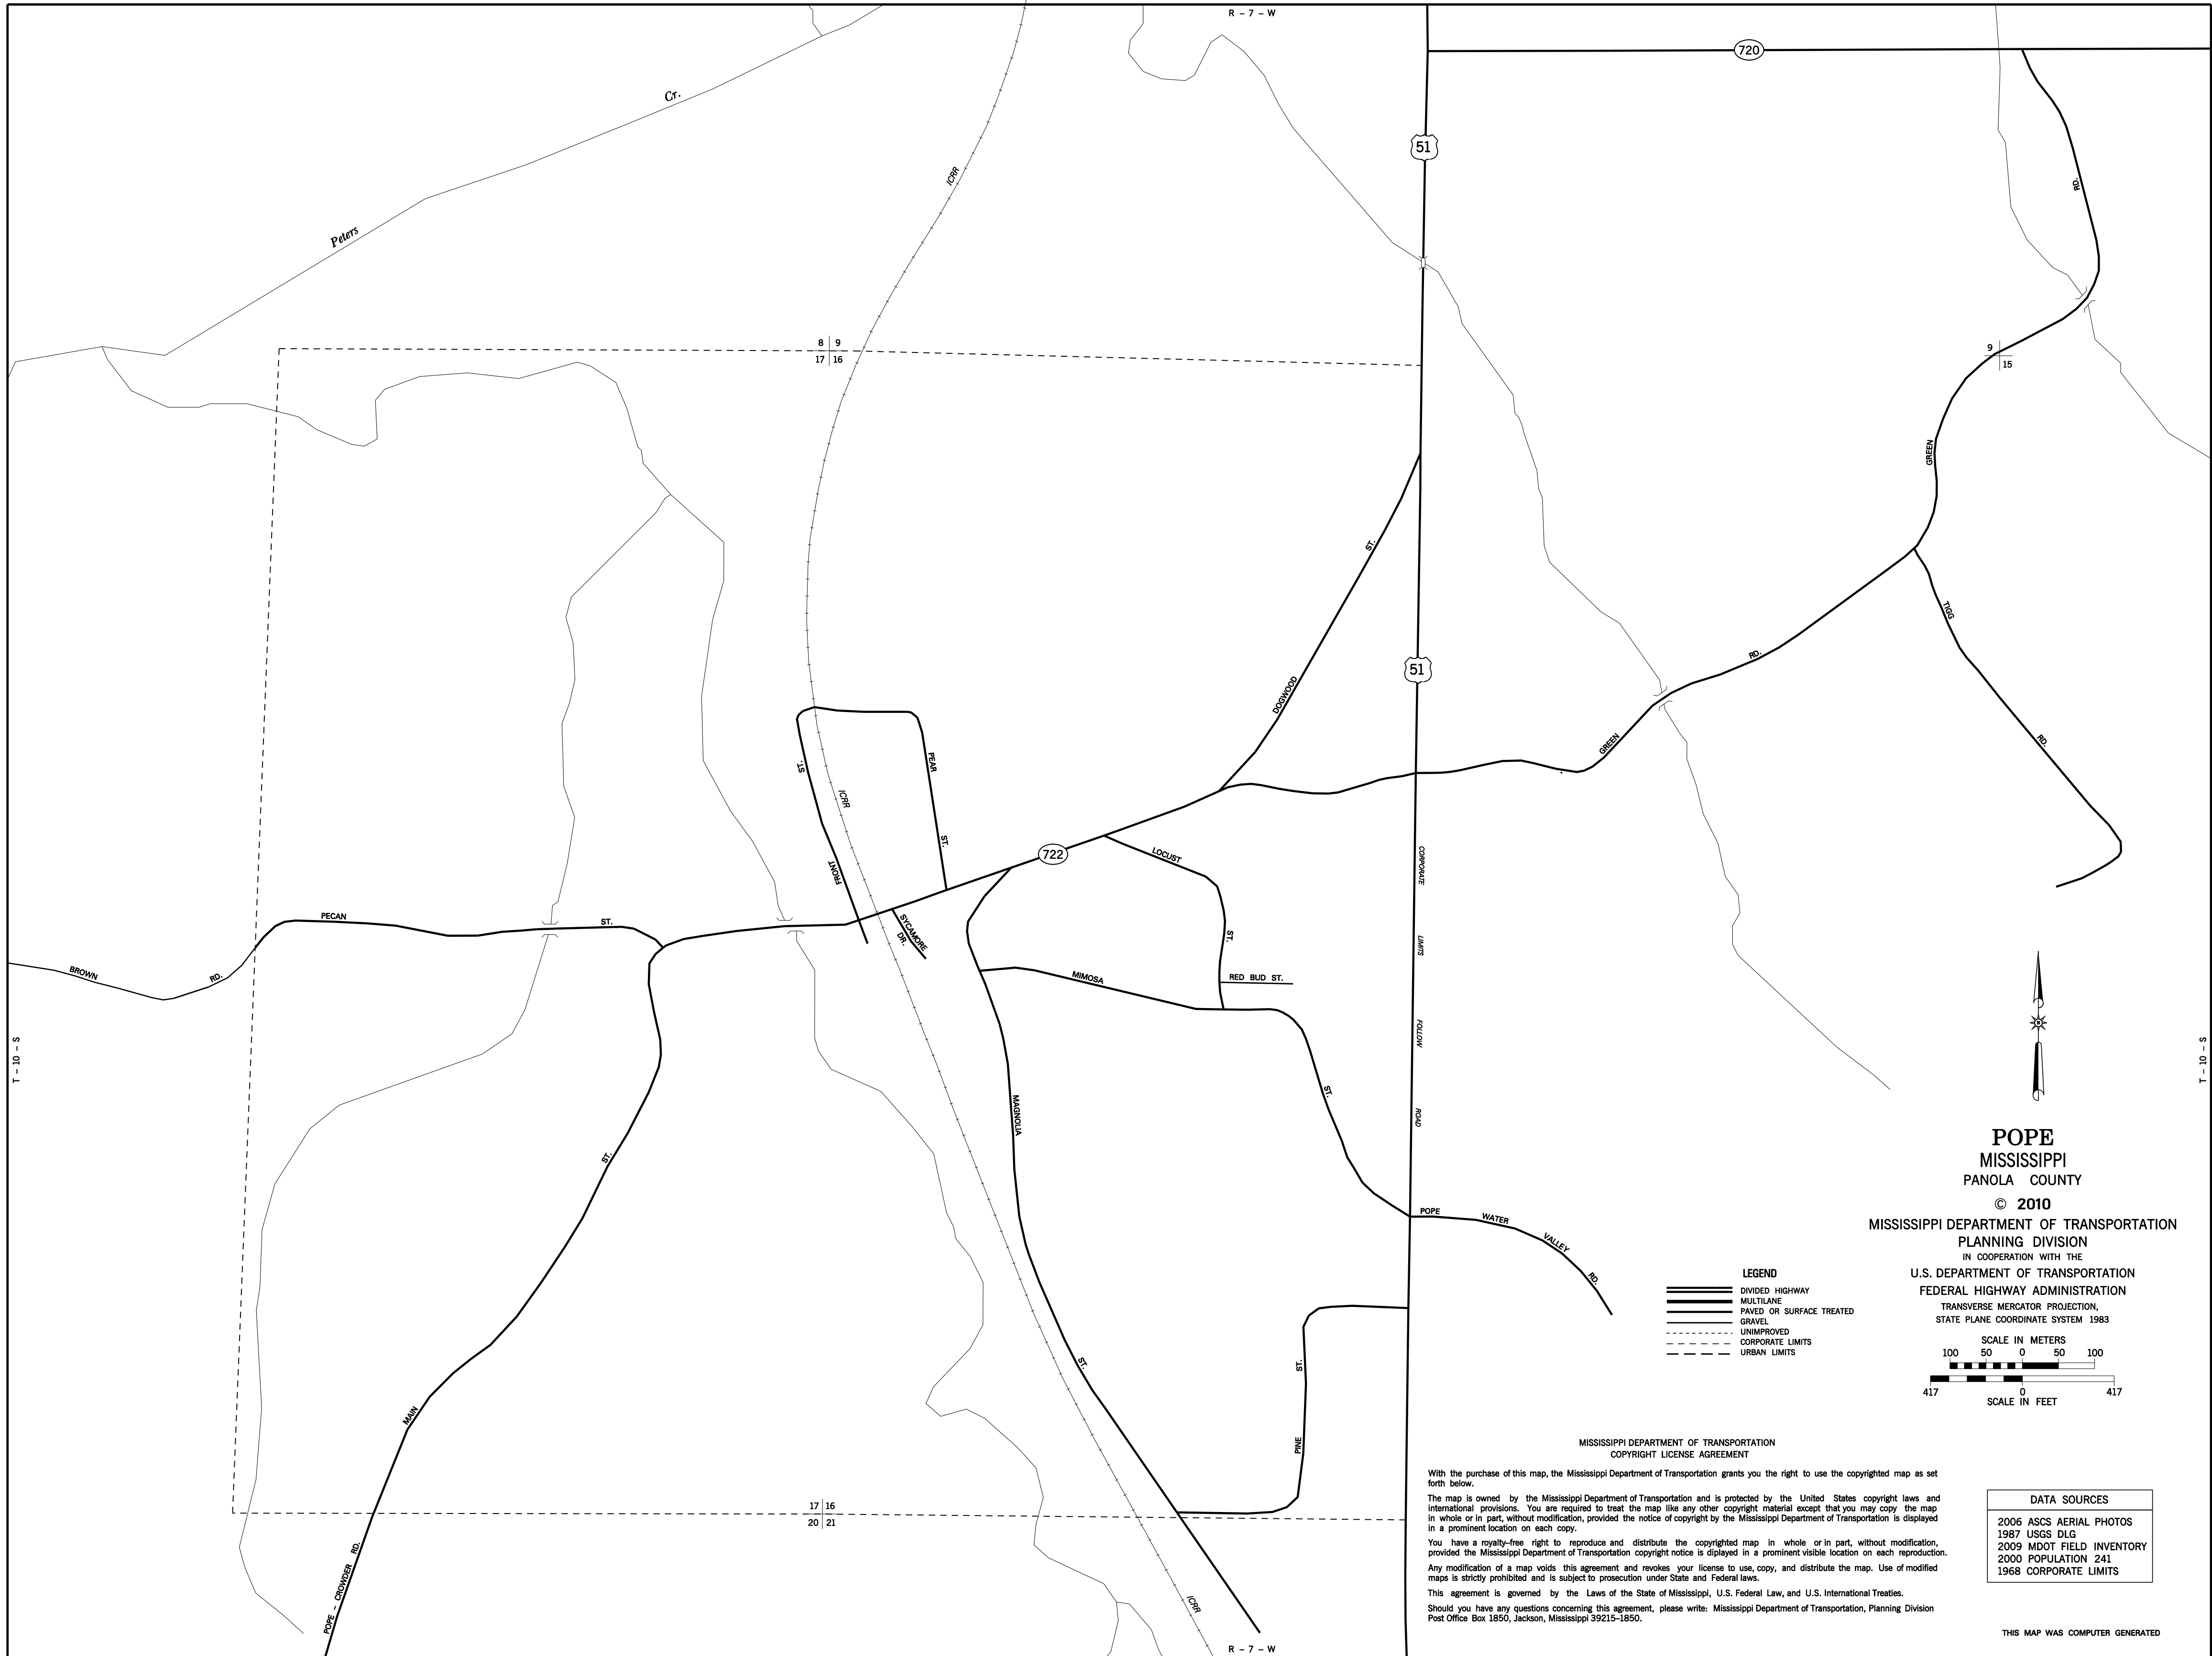 R - 7 - W
720
Cr.
51
ICRR
RD.
Peters
8 9
17 16
9
15
GREEN
ST.
TIGG
RD.
51
DOGWOOD
RD.
GREEN
PEAR
ST.
ICRR
ST.
FRONT
722
LOCUST
ST.
CORPORATE
LIMITS
FOLLOW
ROAD
PECAN
ST.
SYCAMORE
DR.
BROWN
RD.
MIMOSA
RED BUD ST.
T - 10 - S
T - 10 - S
ST.
MAGNOLIA
ST.
POPE WATER VALLEY RD.
ST.
ST.
MAIN
PINE
17 16
20 21
POPE - CROWDER RD.
ICRR
R - 7 - W
POPE
MISSISSIPPI
PANOLA COUNTY
© 2010
MISSISSIPPI DEPARTMENT OF TRANSPORTATION
PLANNING DIVISION
IN COOPERATION WITH THE
U.S. DEPARTMENT OF TRANSPORTATION
FEDERAL HIGHWAY ADMINISTRATION
TRANSVERSE MERCATOR PROJECTION,
STATE PLANE COORDINATE SYSTEM 1983
SCALE IN METERS
100 50 0 50 100
417 0 417
SCALE IN FEET
LEGEND
DIVIDED HIGHWAY
MULTILANE
PAVED OR SURFACE TREATED
GRAVEL
UNIMPROVED
CORPORATE LIMITS
URBAN LIMITS
MISSISSIPPI DEPARTMENT OF TRANSPORTATION
COPYRIGHT LICENSE AGREEMENT
With the purchase of this map, the Mississippi Department of Transportation grants you the right to use the copyrighted map as set
forth below.
The map is owned by the Mississippi Department of Transportation and is protected by the United States copyright laws and
international provisions. You are required to treat the map like any other copyright material except that you may copy the map
in whole or in part, without modification, provided the notice of copyright by the Mississippi Department of Transportation is displayed
in a prominent location on each copy.
You have a royalty-free right to reproduce and distribute the copyrighted map in whole or in part, without modification,
provided the Mississippi Department of Transportation copyright notice is diplayed in a prominent visible location on each reproduction.
Any modification of a map voids this agreement and revokes your license to use, copy, and distribute the map. Use of modified
maps is strictly prohibited and is subject to prosecution under State and Federal laws.
This agreement is governed by the Laws of the State of Mississippi, U.S. Federal Law, and U.S. International Treaties.
Should you have any questions concerning this agreement, please write: Mississippi Department of Transportation, Planning Division
Post Office Box 1850, Jackson, Mississippi 39215-1850.
DATA SOURCES
2006 ASCS AERIAL PHOTOS
1987 USGS DLG
2009 MDOT FIELD INVENTORY
2000 POPULATION 241
1968 CORPORATE LIMITS
THIS MAP WAS COMPUTER GENERATED